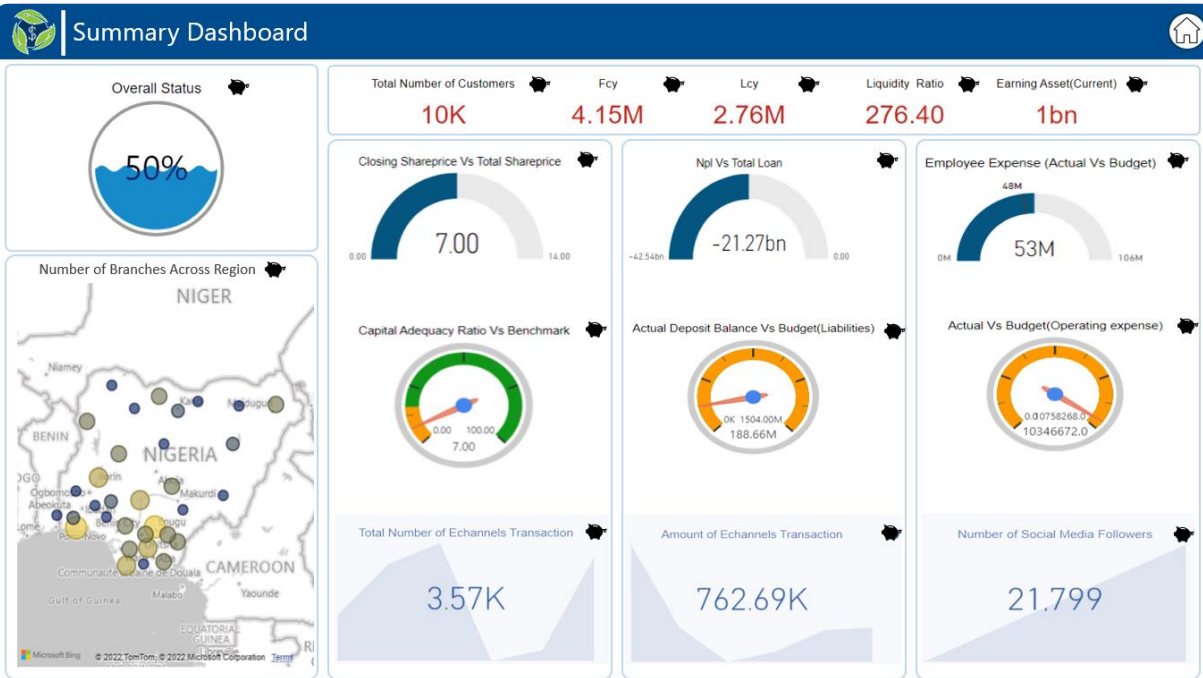 Summary Dashboard
Overall Status
50%
Total Number of Customers
10K
Fcy
4.15M
Lcy
2.76M
Liquidity Ratio
276.40
Earning Asset(Current)
1bn
Closing Shareprice Vs Total Shareprice
7.00
0.00
14.00
Npl Vs Total Loan
-21.27bn
-42.54bn
0.00
Employee Expense (Actual Vs Budget)
48M
53M
0M
106M
Number of Branches Across Region
NIGER
Niamey
BENIN
NIGERIA
Makurdi
CAMEROON
Yaounde
Malabo
Gulf of Guinea
EQUATORIAL
GUINEA
Microsoft Bing
© 2022 TomTom, © 2022 Microsoft Corporation Terms
Capital Adequacy Ratio Vs Benchmark
0.00 100.00
7.00
Actual Deposit Balance Vs Budget(Liabilities)
0K 1504.00M
188.66M
Actual Vs Budget(Operating expense)
10346672.0
Total Number of Echannels Transaction
3.57K
Amount of Echannels Transaction
762.69K
Number of Social Media Followers
21,799